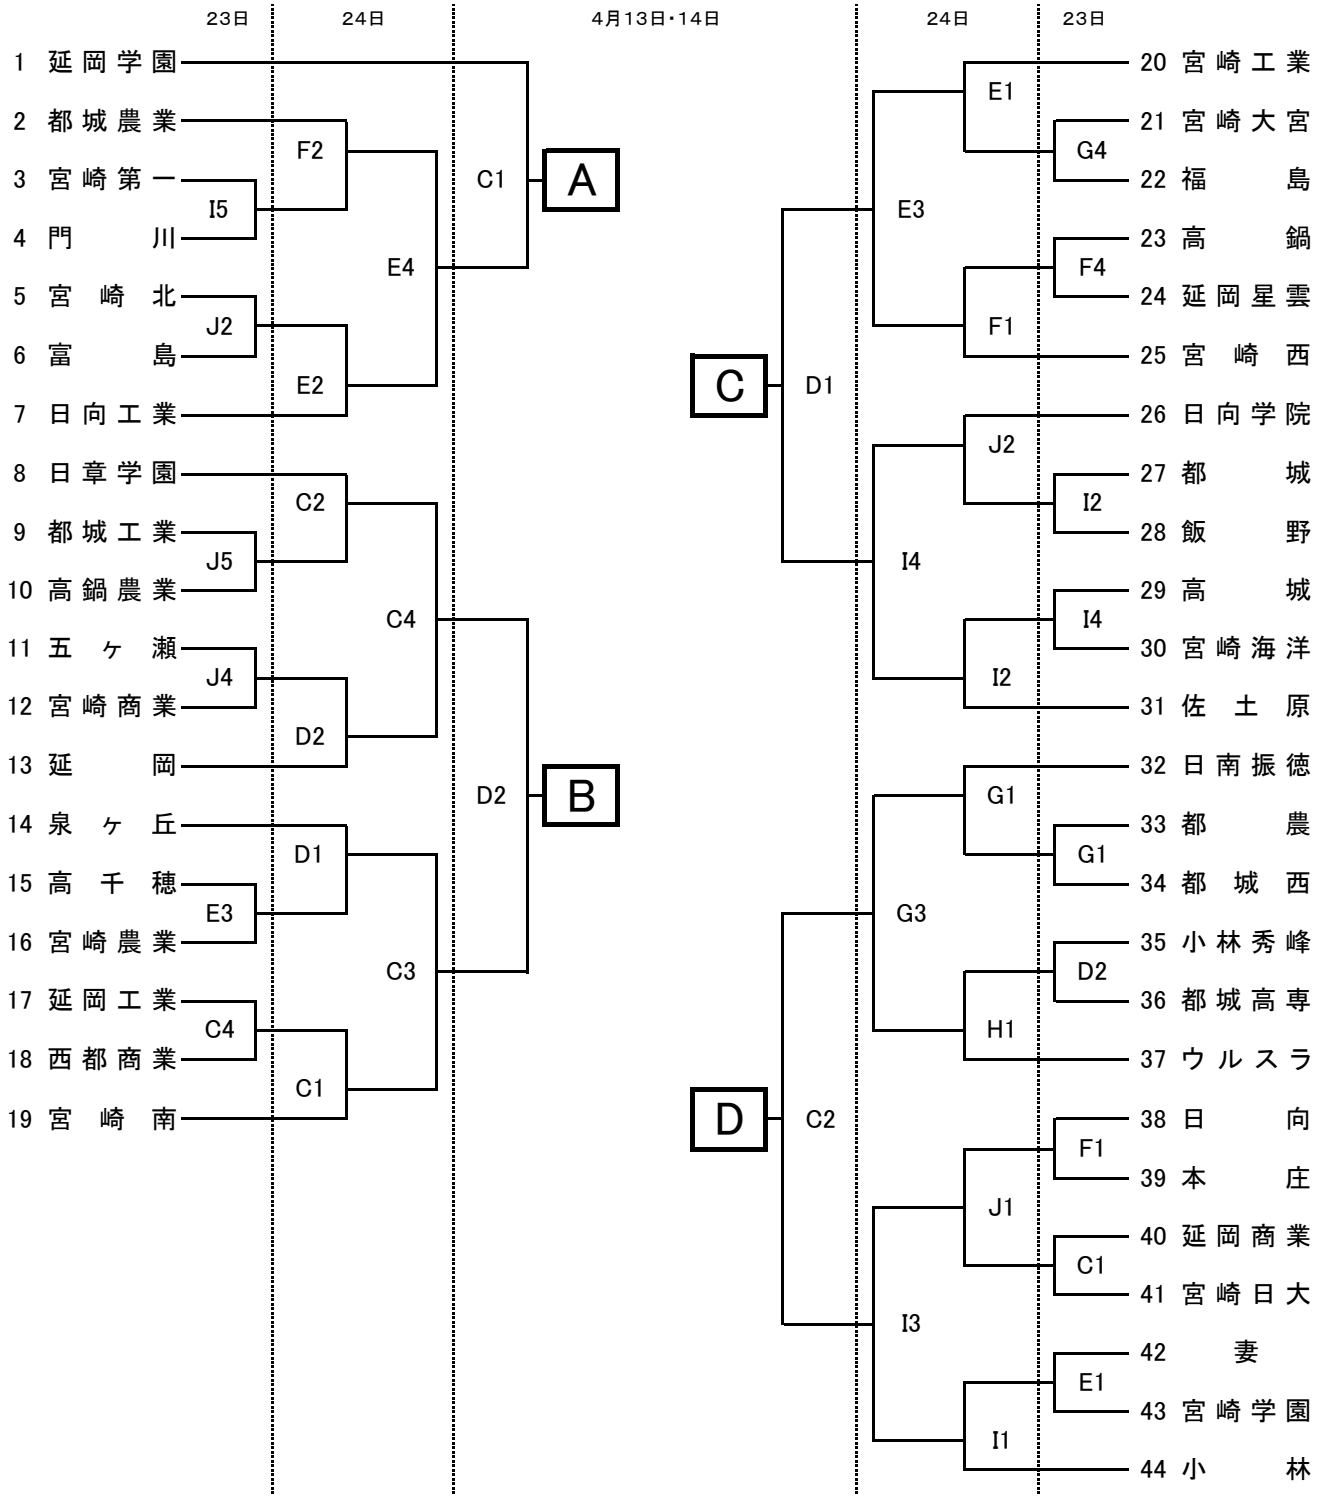 23日 24日 4月13日・14日 24日 23日
1 延岡学園
2 都城農業
F2
3 宮崎第一
I5
4 門川
C1
A
E4
5 宮崎北
J2
6 富島
E2
7 日向工業
8 日章学園
C2
9 都城工業
J5
10 高鍋農業
C4
11 五ヶ瀬
J4
12 宮崎商業
D2
13 延岡
D2
B
14 泉ヶ丘
D1
15 高千穂
E3
16 宮崎農業
C3
17 延岡工業
C4
18 西都商業
C1
19 宮崎南
20 宮崎工業
E1
21 宮崎大宮
G4
22 福島
E3
23 高鍋
F4
24 延岡星雲
F1
25 宮崎西
C
D1
26 日向学院
J2
27 都城
I2
28 飯野
I4
29 高城
I4
30 宮崎海洋
I2
31 佐土原
32 日南振徳
G1
33 都農
G1
34 都城西
G3
35 小林秀峰
D2
36 都城高専
H1
37 ウルスラ
D
C2
38 日向
F1
39 本庄
J1
40 延岡商業
C1
41 宮崎日大
I3
42 妻
E1
43 宮崎学園
I1
44 小林